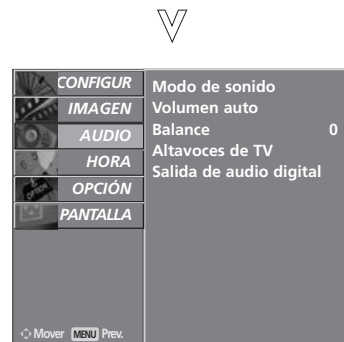 CONFIGUR
IMAGEN
AUDIO
HORA
OPCIÓN
PANTALLA
Modo de sonido
Volumen auto
Balance 0
Altavoces de TV
Salida de audio digital
Mover MENU Prev.